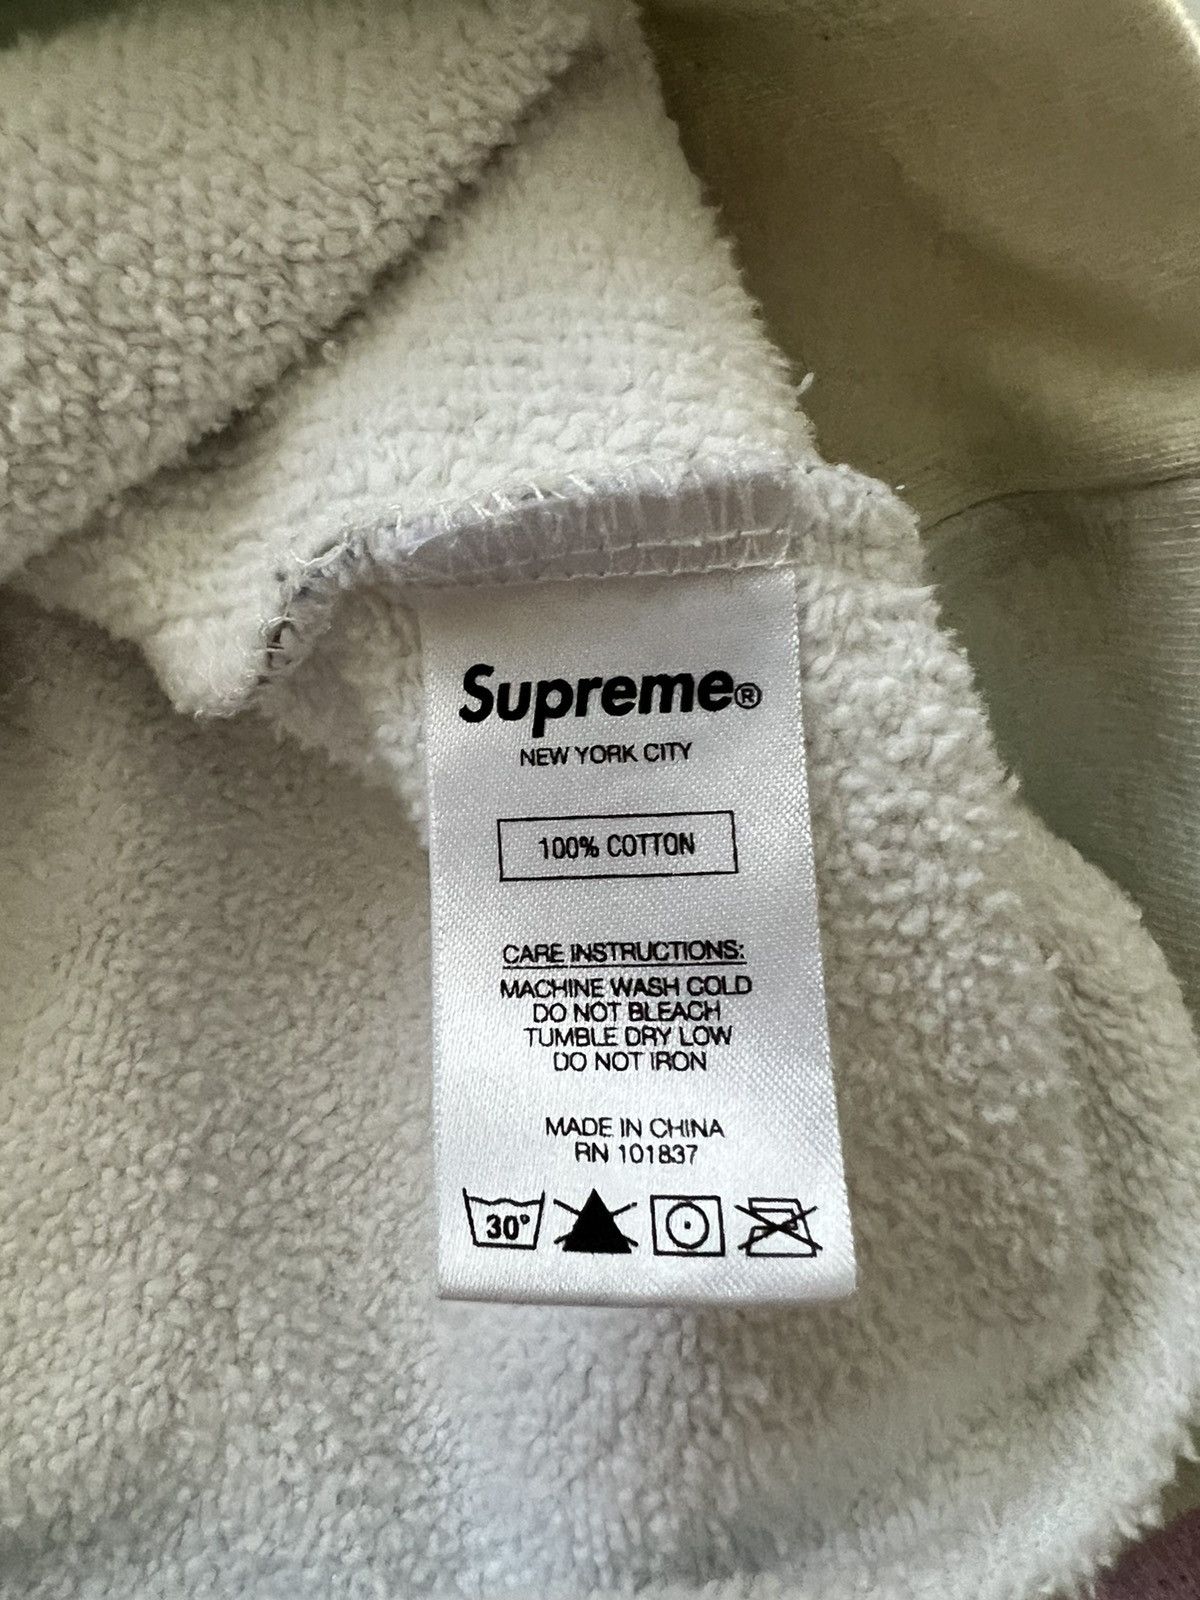 Supreme®
NEW YORK CITY
100% COTTON
CARE INSTRUCTIONS:
MACHINE WASH COLD
DO NOT BLEACH
TUMBLE DRY LOW
DO NOT IRON
MADE IN CHINA
RN 101837
30°